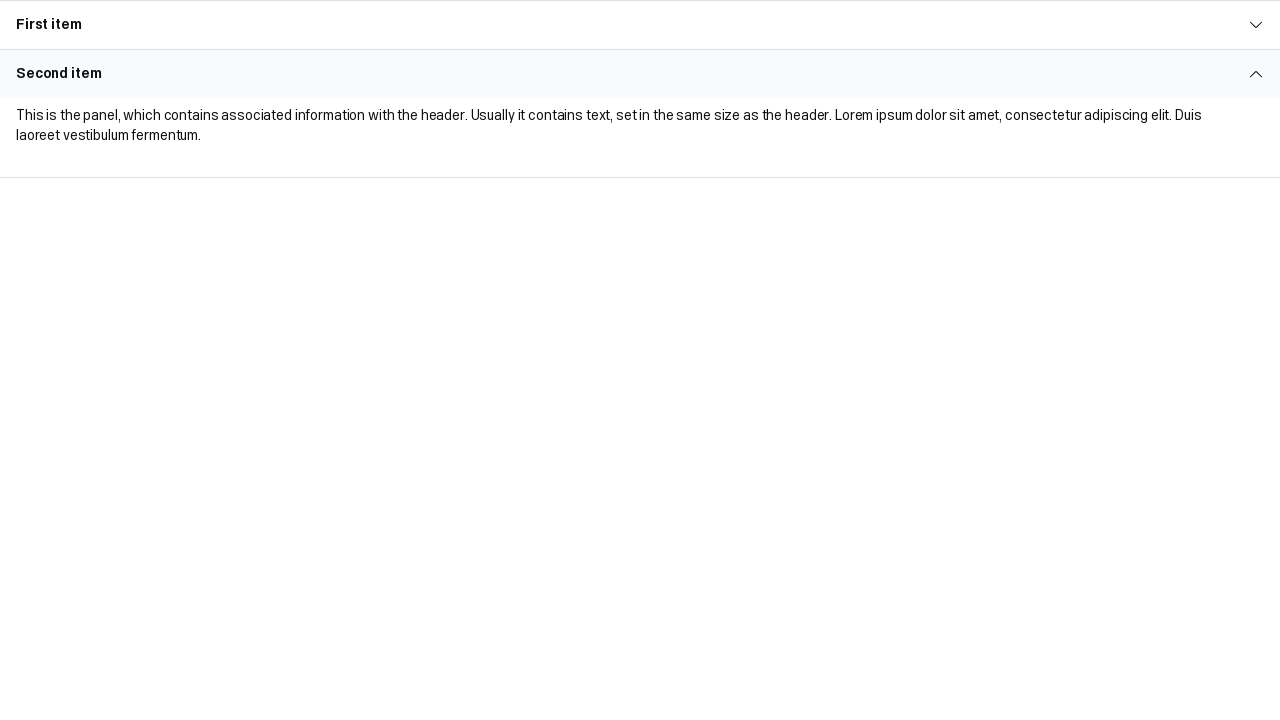 First item
Second item
This is the panel, which contains associated information with the header. Usually it contains text, set in the same size as the header. Lorem ipsum dolor sit amet, consectetur adipiscing elit. Duis
laoreet vestibulum fermentum.